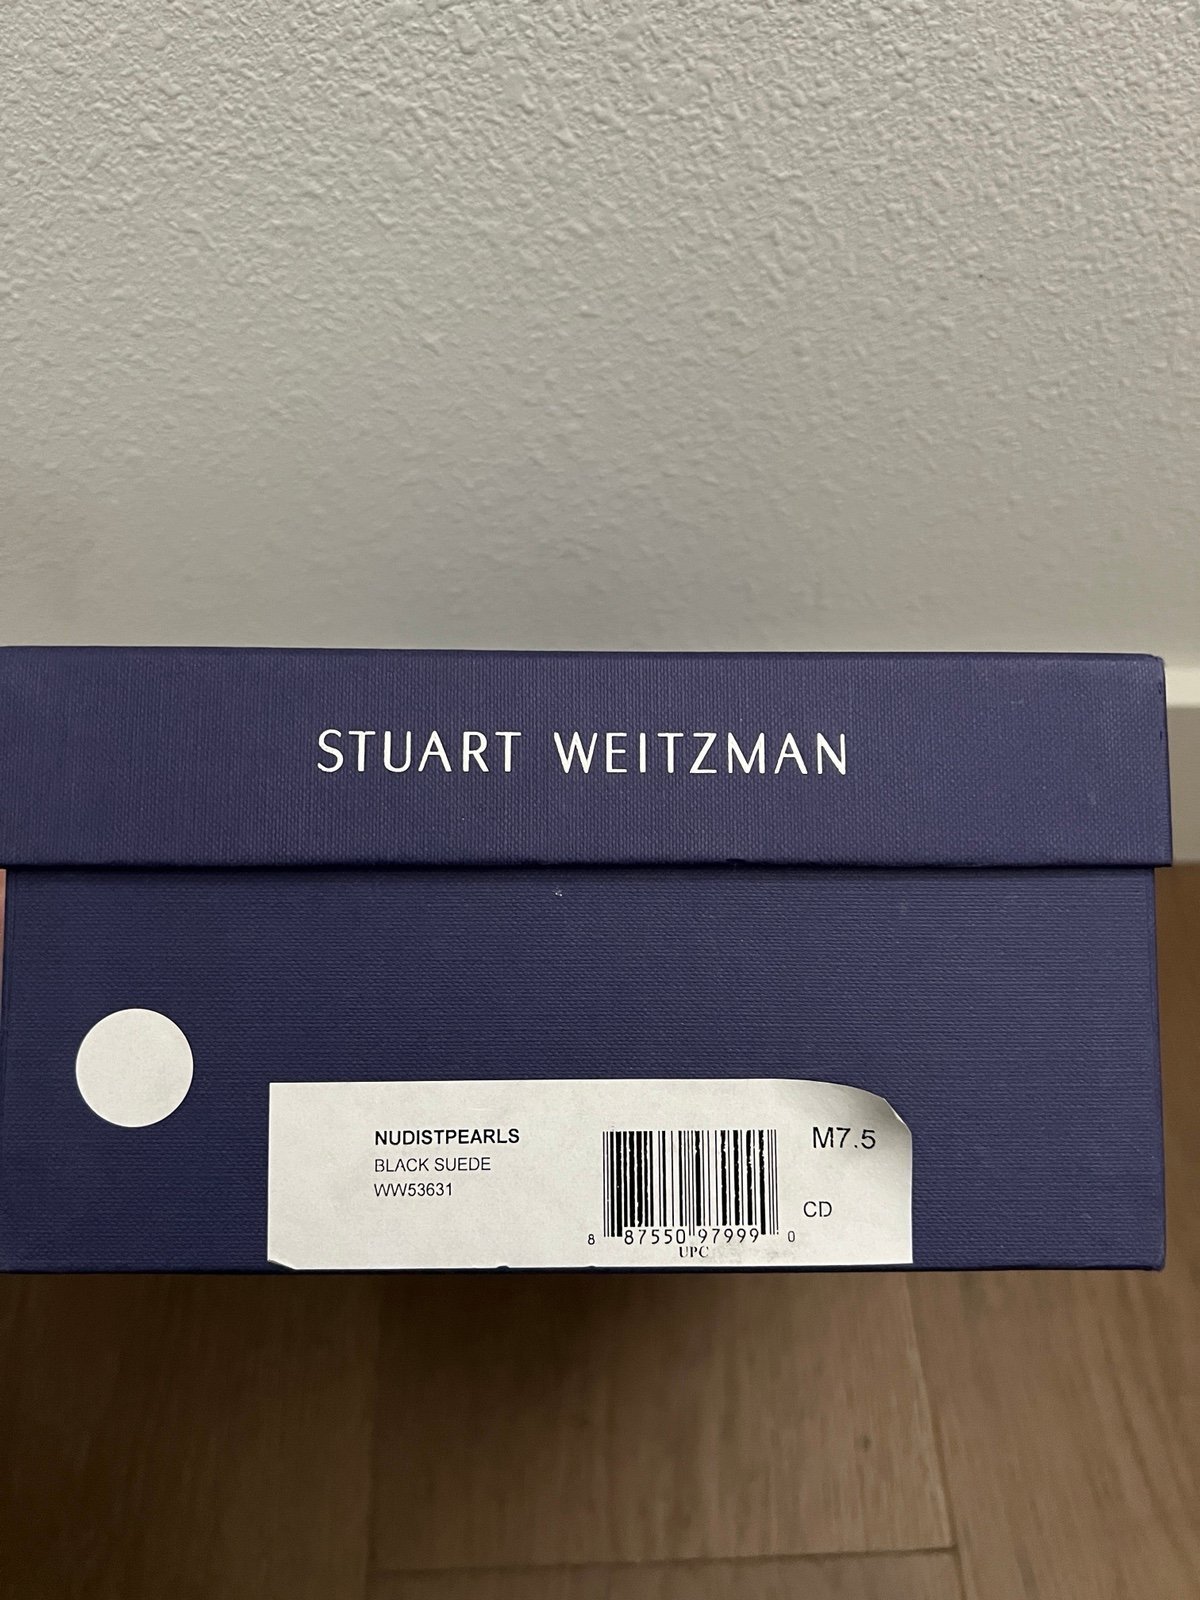 STUART WEITZMAN
NUDISTPEARLS
BLACK SUEDE
WW53631
8 87550 97999 0
UPC
M7.5
CD